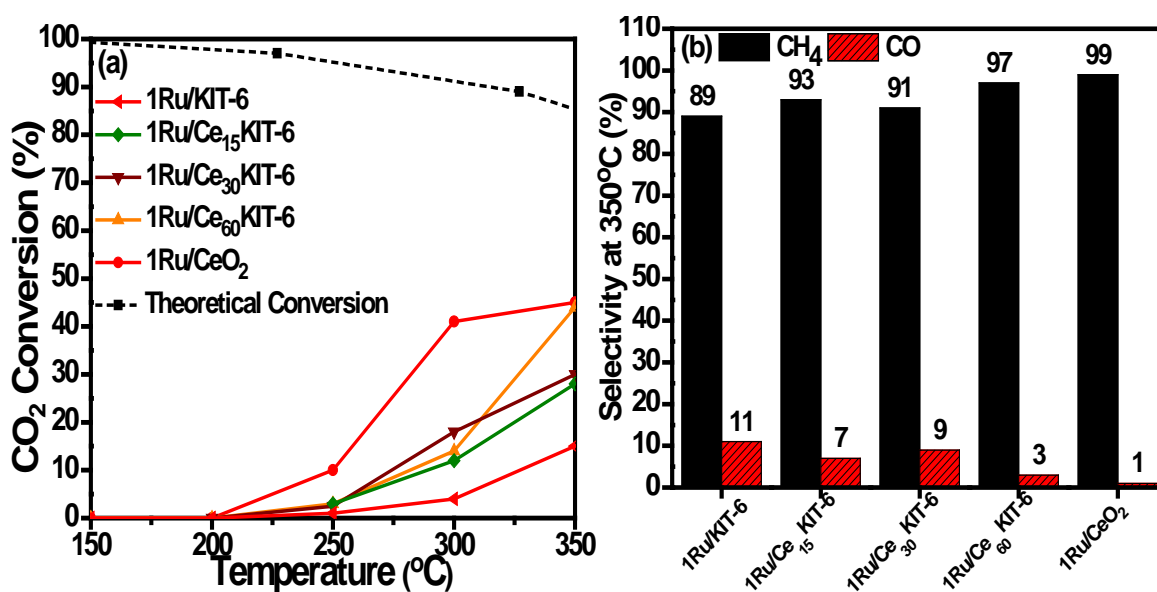 (a)
1Ru/KIT-6
1Ru/Ce₁₅KIT-6
1Ru/Ce₃₀KIT-6
1Ru/Ce₆₀KIT-6
1Ru/CeO₂
Theoretical Conversion
CO₂ Conversion (%)
100
90
80
70
60
50
40
30
20
10
0
150 200 250 300 350
Temperature (°C)
(b) CH₄ CO
Selectivity at 350°C (%)
110
100
90
80
70
60
50
40
30
20
10
0
89 93 91 97 99
11 7 9 3 1
1Ru/KIT-6
1Ru/Ce₁₅KIT-6
1Ru/Ce₃₀KIT-6
1Ru/Ce₆₀KIT-6
1Ru/CeO₂